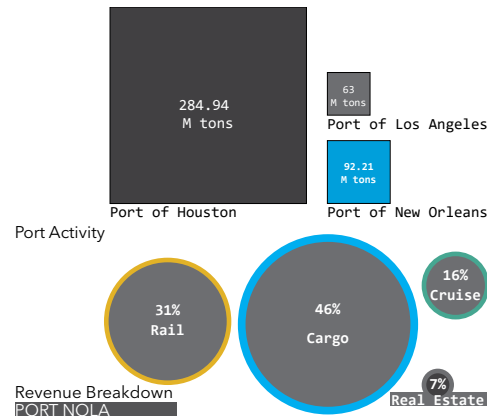 284.94
M tons
Port of Houston
63
M tons
Port of Los Angeles
92.21
M tons
Port of New Orleans
Port Activity
31%
Rail
46%
Cargo
16%
Cruise
7%
Real Estate
Revenue Breakdown
PORT NOLA